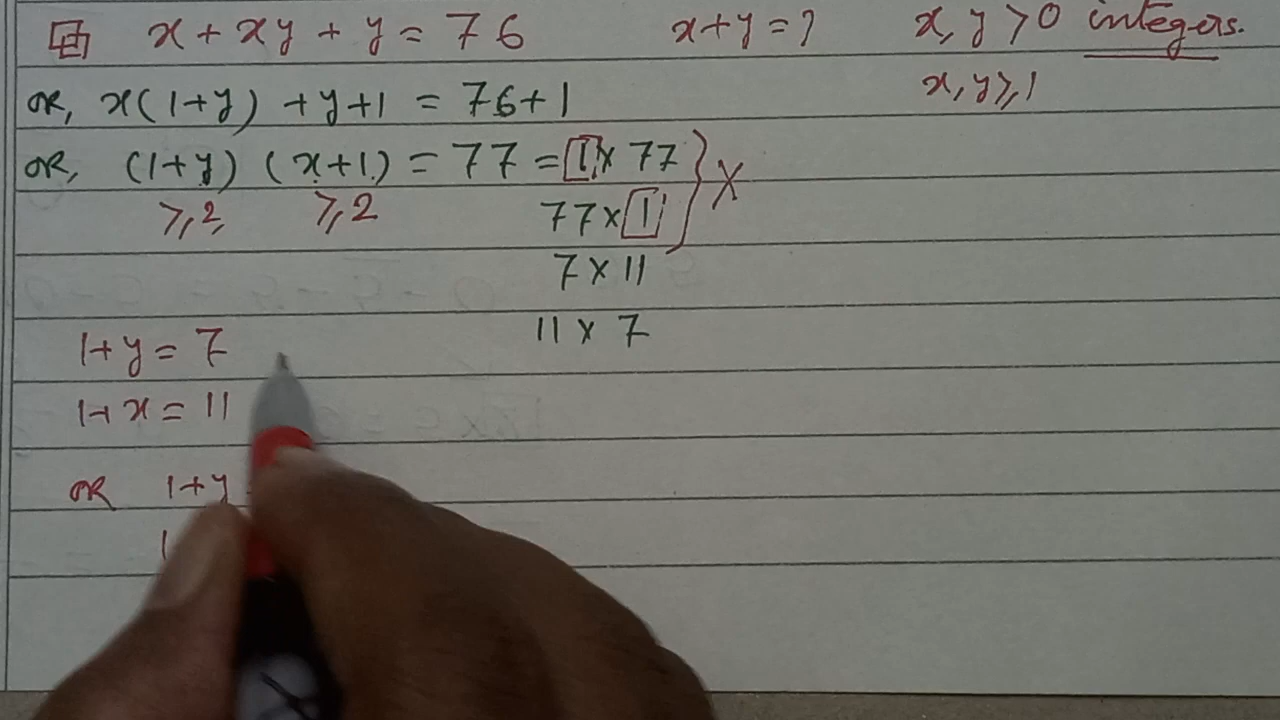 x + xy + y = 76 x+y = ? x, y > 0 integers.
OR, x(1+y) + y+1 = 76+1 x, y ≥ 1
OR, (1+y) (x+1) = 77 = 1 × 77 } X
≥2, ≥2 77 × 1
7 × 11
1+y = 7 11 × 7
1+x = 11
OR 1+y